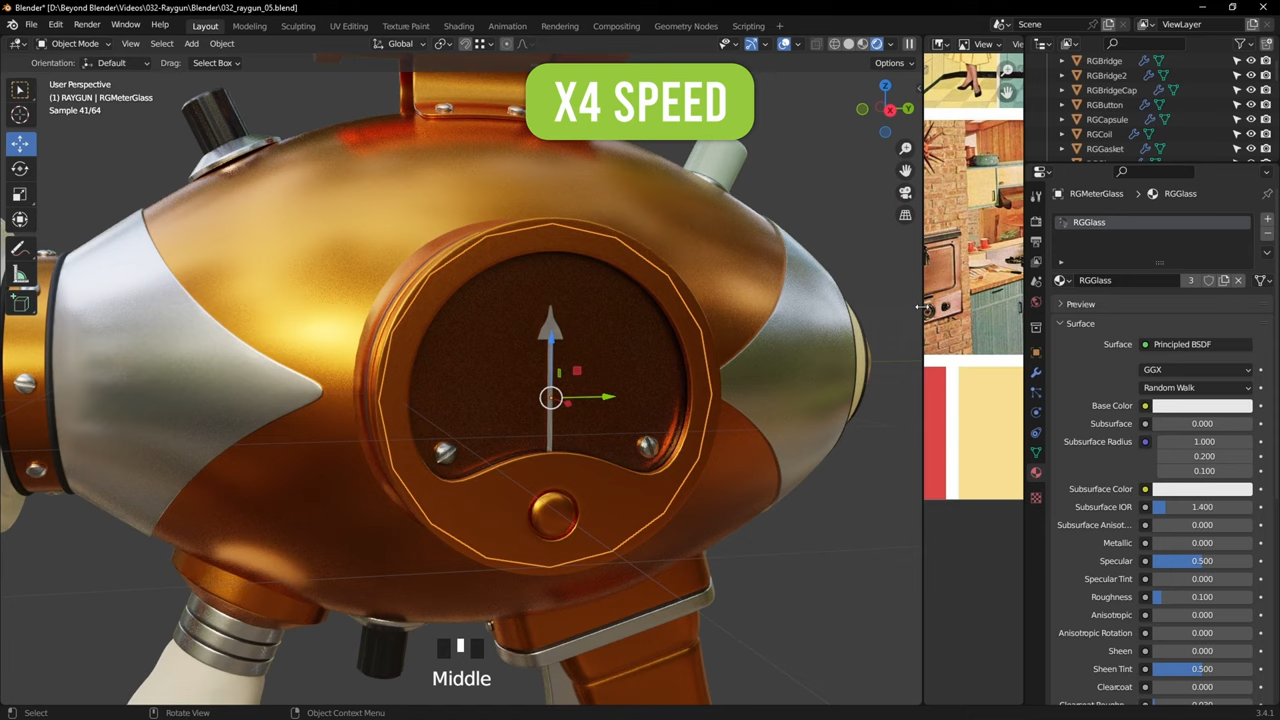 Blender* [D:\Beyond Blender\Videos\032-Raygun\Blender\032_raygun_05.blend]
File Edit Render Window Help Layout Modeling Sculpting UV Editing Texture Paint Shading Animation Rendering Compositing Geometry Nodes Scripting + Scene ViewLayer
Object Mode View Select Add Object Global View
Orientation: Default Drag: Select Box Options
User Perspective
(1) RAYGUN | RGMeterGlass
Sample 41/64
X4 SPEED
Z
Y
X
RGBridge
RGBridge2
RGBridgeCap
RGButton
RGCapsule
RGCoil
RGGasket
RGMeterGlass RGGlass
RGGlass
RGGlass 3
Preview
Surface
Surface Principled BSDF
GGX
Random Walk
Base Color
Subsurface 0.000
Subsurface Radius 1.000
0.200
0.100
Subsurface Color
Subsurface IOR 1.400
Subsurface Anisot... 0.000
Metallic 0.000
Specular 0.500
Specular Tint 0.000
Roughness 0.100
Anisotropic 0.000
Anisotropic Rotation 0.000
Sheen 0.000
Sheen Tint 0.500
Clearcoat 0.000
Middle
Select Rotate View Object Context Menu 3.4.1